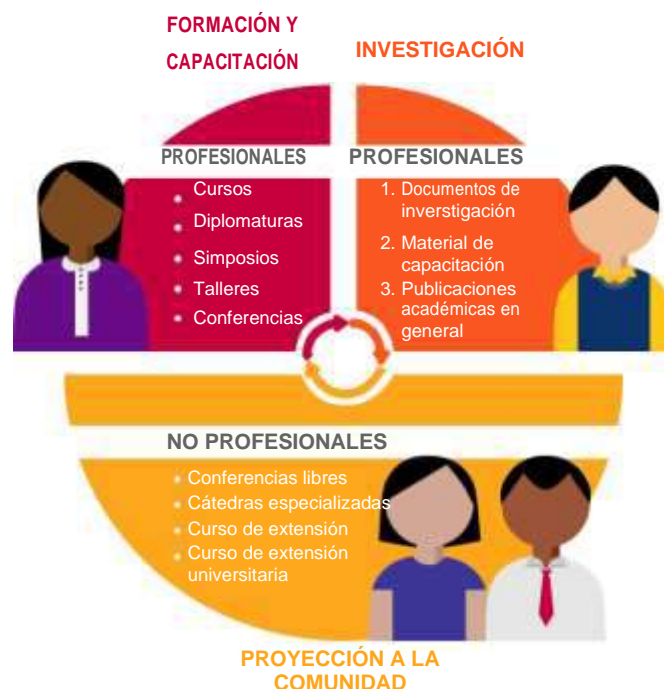 FORMACIÓN Y
CAPACITACIÓN
INVESTIGACIÓN
PROFESIONALES
Cursos
Diplomaturas
Simposios
Talleres
Conferencias
PROFESIONALES
1. Documentos de
inverstigación
2. Material de
capacitación
3. Publicaciones
académicas en
general
NO PROFESIONALES
Conferencias libres
Cátedras especializadas
Curso de extensión
Curso de extensión
universitaria
PROYECCIÓN A LA
COMUNIDAD